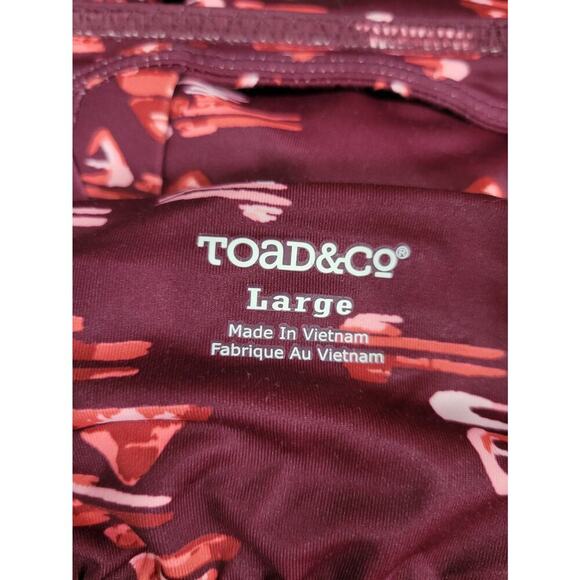 TOAD&CO®
Large
Made In Vietnam
Fabrique Au Vietnam